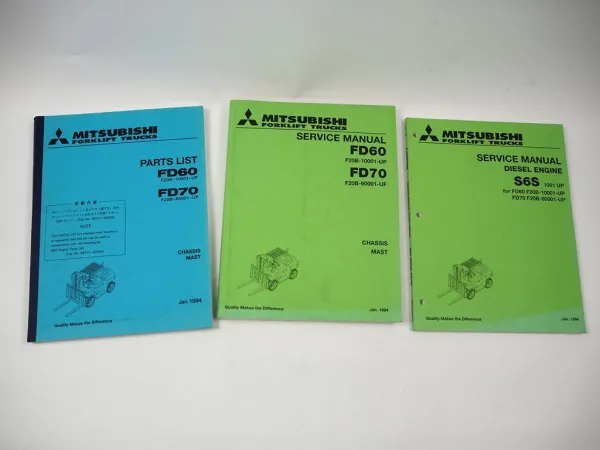 MITSUBISHI
FORKLIFT TRUCKS
PARTS LIST
FD60
F20B-10001-UP
FD70
F20B-60001-UP
NOTE
CHASSIS
MAST
Jan. 1994
Quality Makes the Difference
MITSUBISHI
FORKLIFT TRUCKS
SERVICE MANUAL
FD60
F20B-10001-UP
FD70
F20B-60001-UP
CHASSIS
MAST
Quality Makes the Difference
Jan. 1994
MITSUBISHI
FORKLIFT TRUCKS
SERVICE MANUAL
DIESEL ENGINE
S6S 1001 UP
for FD60 F20B-10001-UP
FD70 F20B-60001-UP
Quality Makes the Difference
Jan. 1994